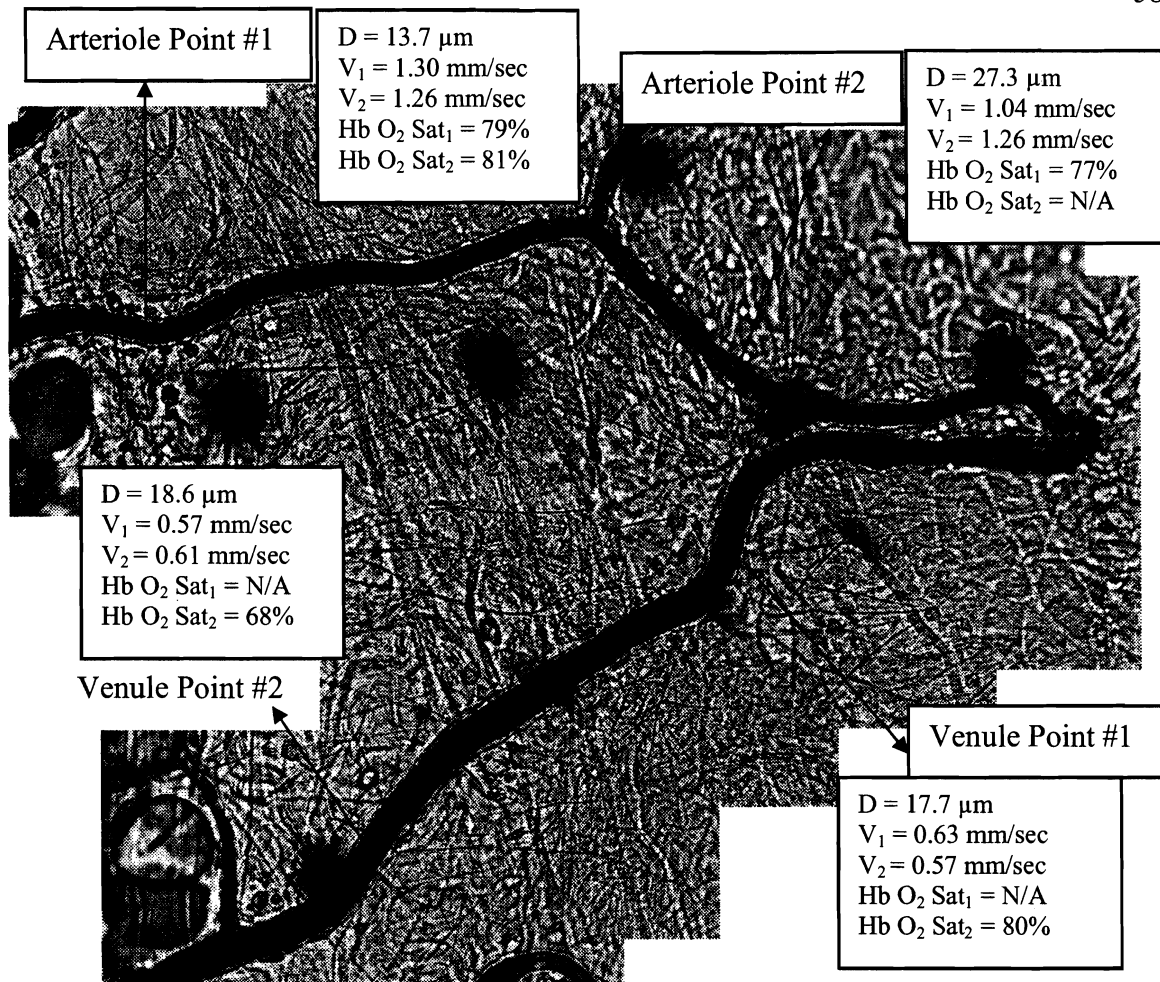 Arteriole Point #1
D = 13.7 µm
V₁ = 1.30 mm/sec
V₂ = 1.26 mm/sec
Hb O₂ Sat₁ = 79%
Hb O₂ Sat₂ = 81%
Arteriole Point #2
D = 27.3 µm
V₁ = 1.04 mm/sec
V₂ = 1.26 mm/sec
Hb O₂ Sat₁ = 77%
Hb O₂ Sat₂ = N/A
D = 18.6 µm
V₁ = 0.57 mm/sec
V₂ = 0.61 mm/sec
Hb O₂ Sat₁ = N/A
Hb O₂ Sat₂ = 68%
Venule Point #2
Venule Point #1
D = 17.7 µm
V₁ = 0.63 mm/sec
V₂ = 0.57 mm/sec
Hb O₂ Sat₁ = N/A
Hb O₂ Sat₂ = 80%